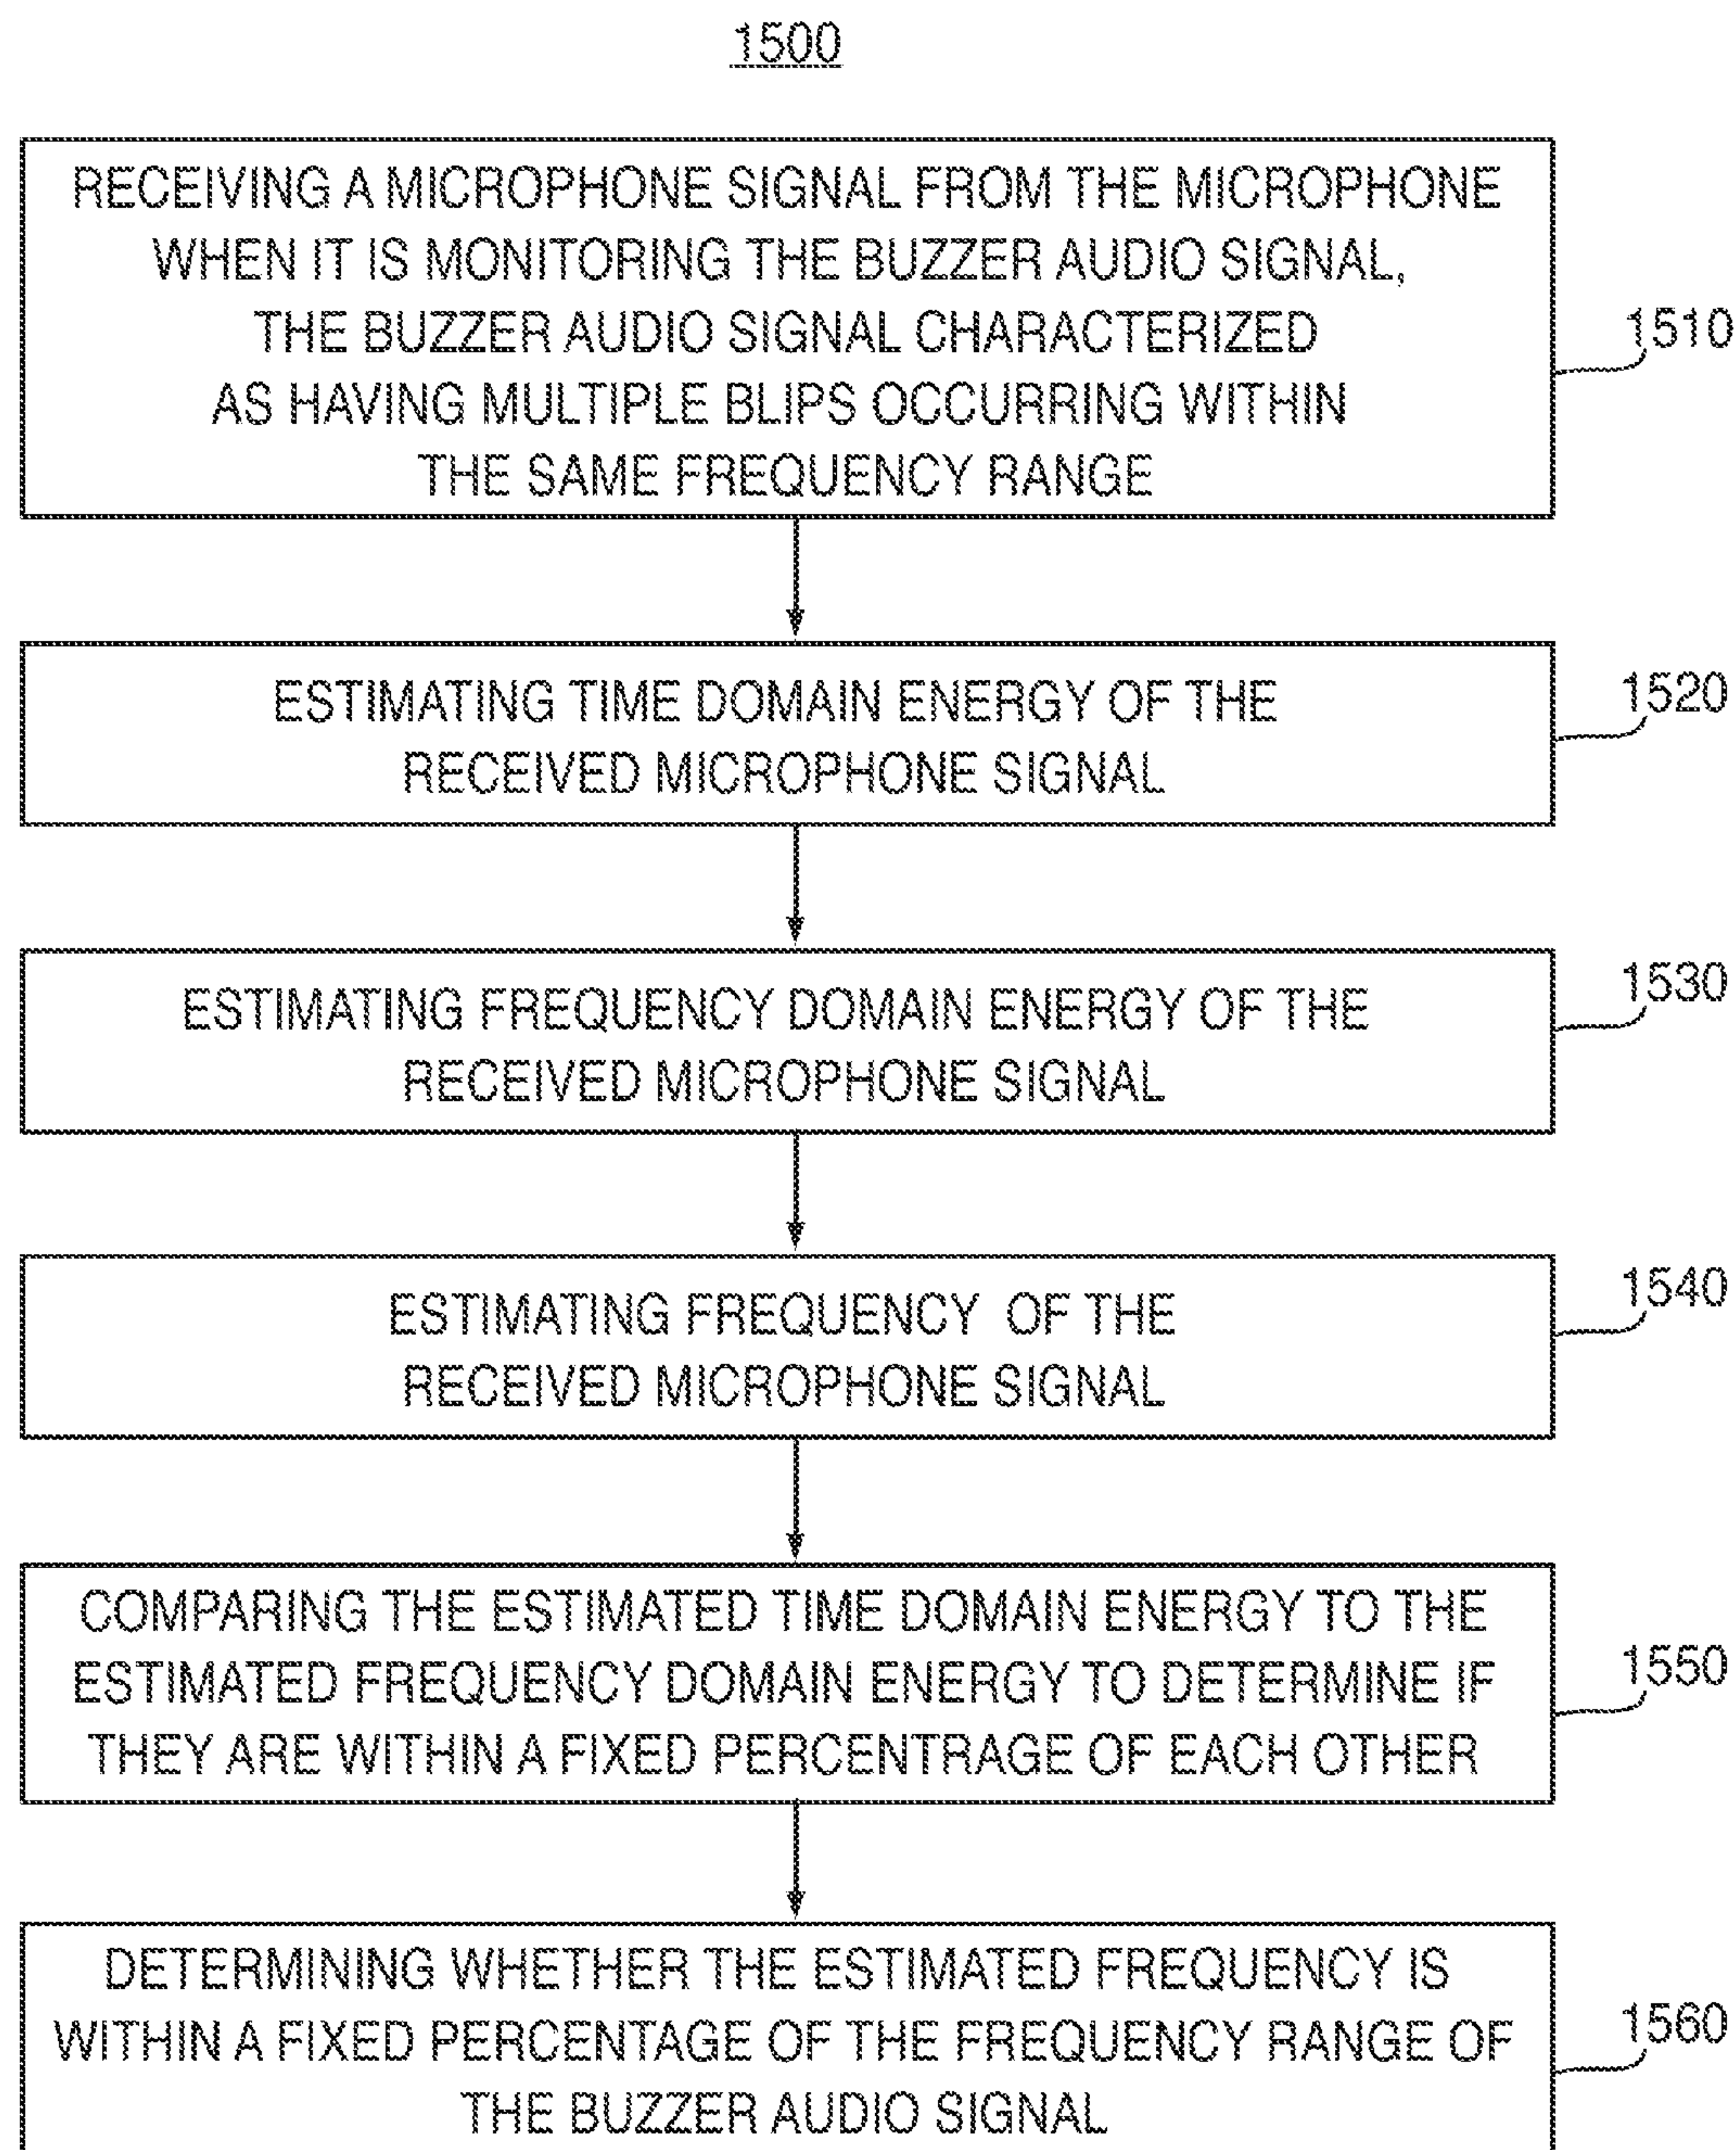 1500
RECEIVING A MICROPHONE SIGNAL FROM THE MICROPHONE
WHEN IT IS MONITORING THE BUZZER AUDIO SIGNAL,
THE BUZZER AUDIO SIGNAL CHARACTERIZED
AS HAVING MULTIPLE BLIPS OCCURRING WITHIN
THE SAME FREQUENCY RANGE
1510
ESTIMATING TIME DOMAIN ENERGY OF THE
RECEIVED MICROPHONE SIGNAL
1520
ESTIMATING FREQUENCY DOMAIN ENERGY OF THE
RECEIVED MICROPHONE SIGNAL
1530
ESTIMATING FREQUENCY OF THE
RECEIVED MICROPHONE SIGNAL
1540
COMPARING THE ESTIMATED TIME DOMAIN ENERGY TO THE
ESTIMATED FREQUENCY DOMAIN ENERGY TO DETERMINE IF
THEY ARE WITHIN A FIXED PERCENTRAGE OF EACH OTHER
1550
DETERMINING WHETHER THE ESTIMATED FREQUENCY IS
WITHIN A FIXED PERCENTAGE OF THE FREQUENCY RANGE OF
THE BUZZER AUDIO SIGNAL
1560